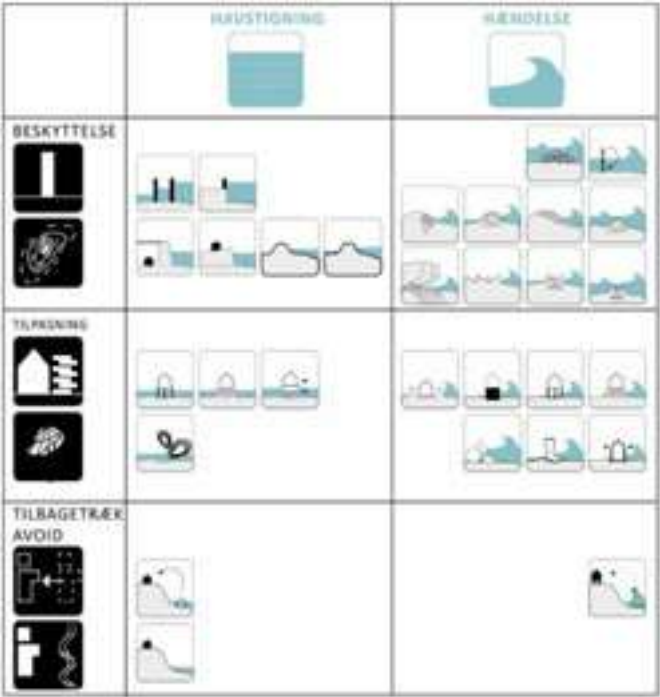 HAVSTIGNING
HÆNDELSE
BESKYTTELSE
TILPASNING
TILBAGETRÆK
AVOID